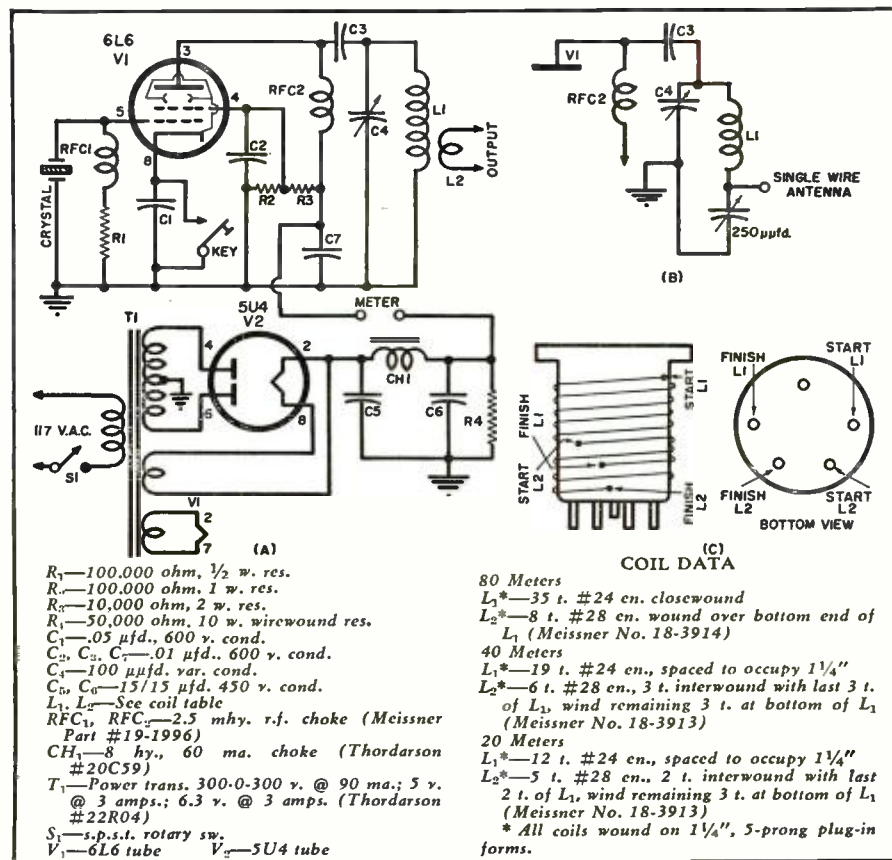 6L6
V1
3
5
4
8
C3
RFC2
C4
L1
L2
OUTPUT
RFC1
CRYSTAL
R1
C1
KEY
C2
R2
R3
C7
METER
V1
C3
RFC2
C4
L1
SINGLE WIRE
ANTENNA
250 μμfd.
(B)
T1
5U4
V2
4
6
2
8
117 V.A.C.
S1
V1
2
7
(A)
CH1
C5
C6
R4
FINISH
L1
START
L2
START
L1
FINISH
L2
FINISH
L1
START
L1
FINISH
L2
START
L2
BOTTOM VIEW
(C)
R₁—100.000 ohm, ½ w. res.
R₂—100.000 ohm, 1 w. res.
R₃—10,000 ohm, 2 w. res.
R₄—50,000 ohm, 10 w. wirewound res.
C₁—.05 μfd., 600 v. cond.
C₂, C₃, C₇—.01 μfd.. 600 v. cond.
C₄—100 μμfd. var. cond.
C₅, C₆—15/15 μfd. 450 v. cond.
L₁, L₂—See coil table
RFC₁, RFC₂—2.5 mhy. r.f. choke (Meissner
Part #19-1996)
CH₁—8 hy., 60 ma. choke (Thordarson
#20C59)
T₁—Power trans. 300-0-300 v. @ 90 ma.; 5 v.
@ 3 amps.; 6.3 v. @ 3 amps. (Thordarson
#22R04)
S₁—s.p.s.t. rotary sw.
V₁—6L6 tube V₂—5U4 tube
COIL DATA
80 Meters
L₁*—35 t. #24 en. closewound
L₂*—8 t. #28 en. wound over bottom end of
L₁ (Meissner No. 18-3914)
40 Meters
L₁*—19 t. #24 en., spaced to occupy 1¼"
L₂*—6 t. #28 en., 3 t. interwound with last 3 t.
of L₁, wind remaining 3 t. at bottom of L₁
(Meissner No. 18-3913)
20 Meters
L₁*—12 t. #24 en., spaced to occupy 1¼"
L₂*—5 t. #28 en.. 2 t. interwound with last
2 t. of L₁, wind remaining 3 t. at bottom of L₁
(Meissner No. 18-3913)
* All coils wound on 1¼", 5-prong plug-in
forms.